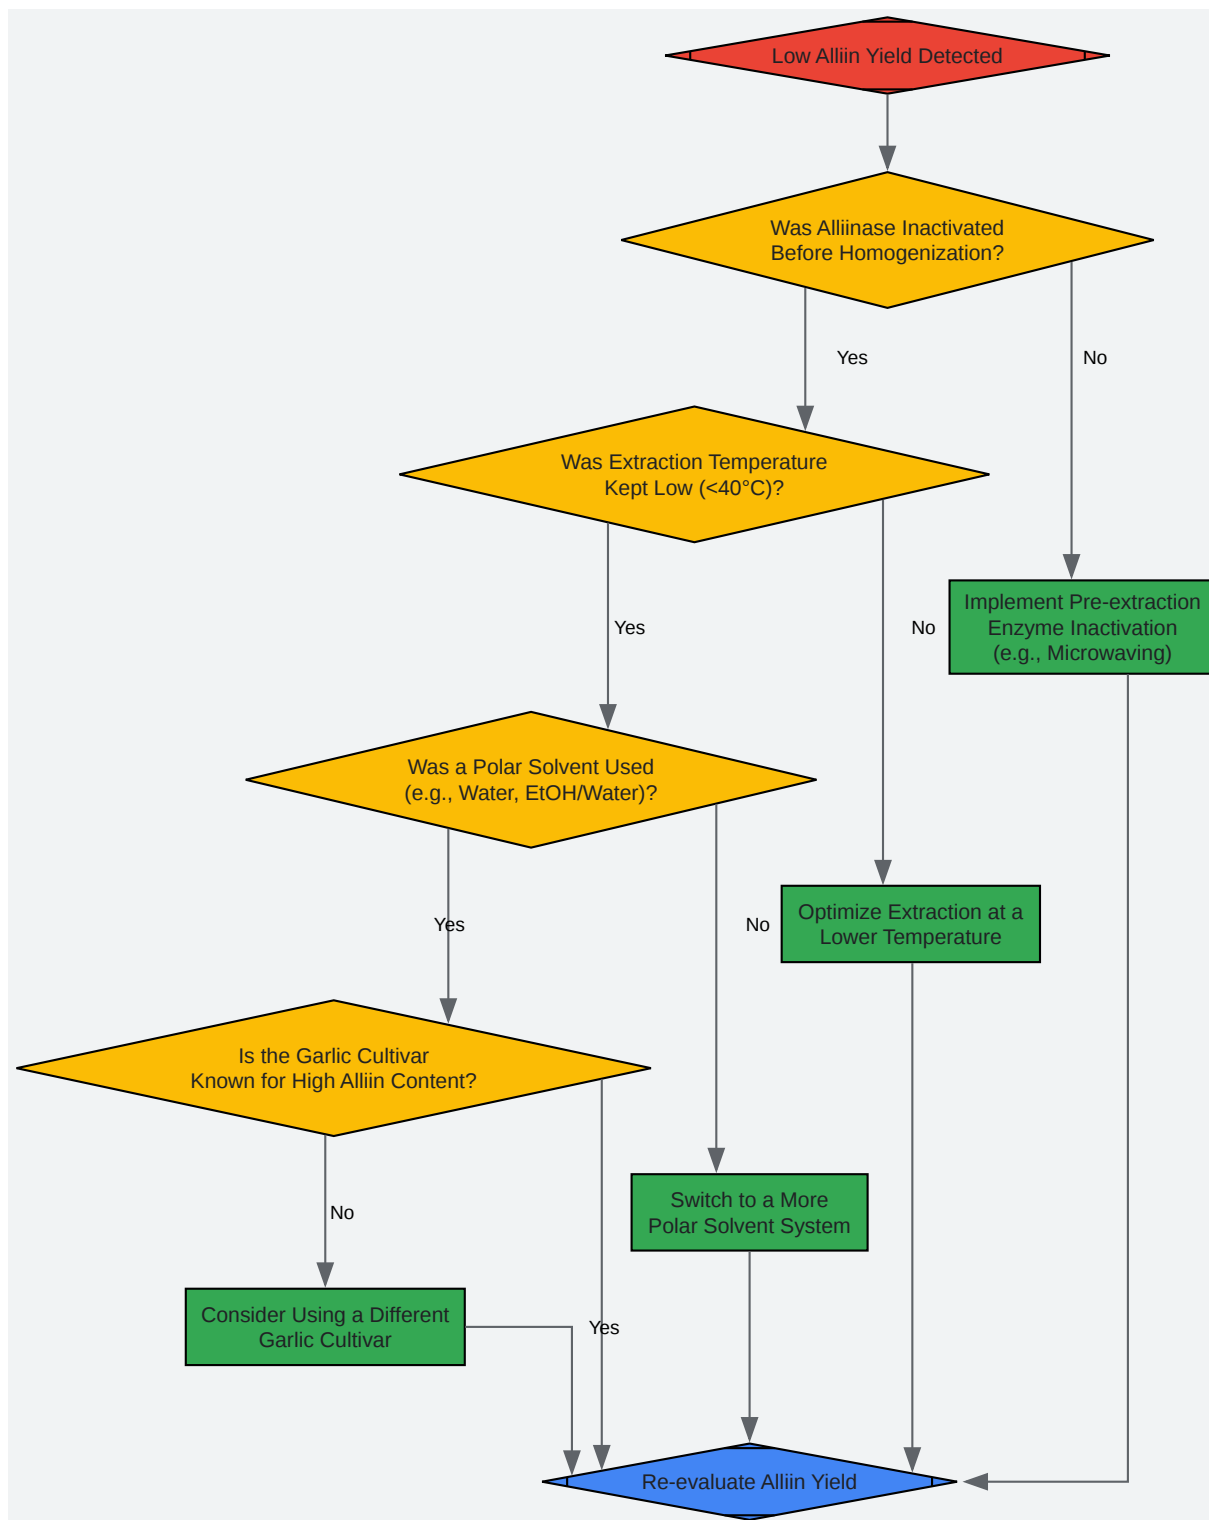 Low Alliin Yield Detected
Was Alliinase Inactivated
Before Homogenization?
Yes
No
Was Extraction Temperature
Kept Low (<40°C)?
Yes
No
Implement Pre-extraction
Enzyme Inactivation
(e.g., Microwaving)
Was a Polar Solvent Used
(e.g., Water, EtOH/Water)?
Yes
No
Optimize Extraction at a
Lower Temperature
Is the Garlic Cultivar
Known for High Alliin Content?
No
Yes
Switch to a More
Polar Solvent System
Consider Using a Different
Garlic Cultivar
Re-evaluate Alliin Yield